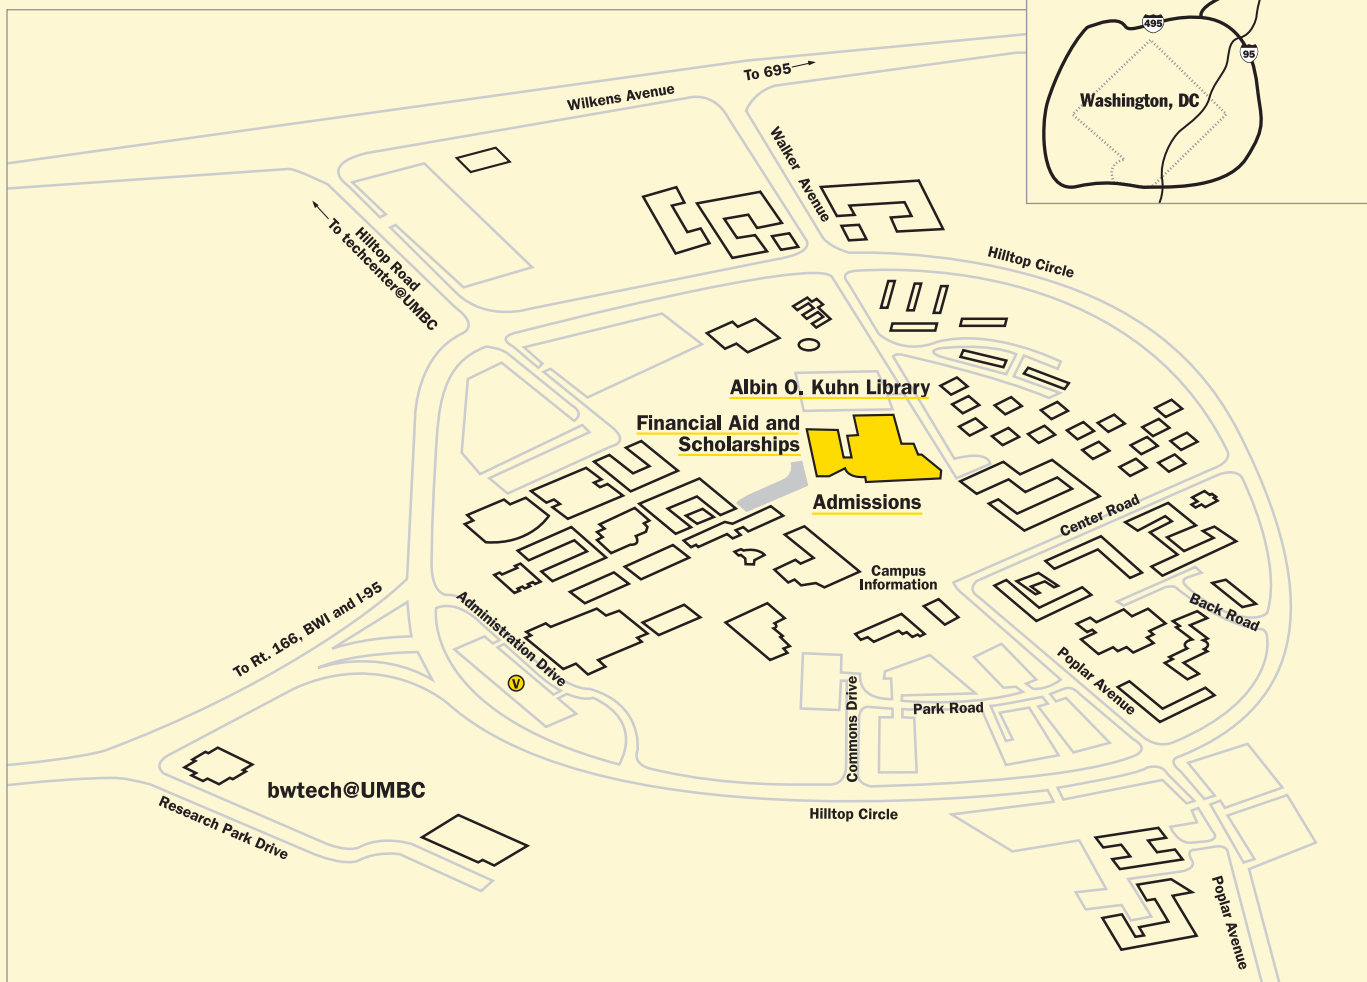 495
95
Washington, DC
To 695
Wilkens Avenue
Walker Avenue
Hilltop Road
To techcenter@UMBC
Hilltop Circle
Albin O. Kuhn Library
Financial Aid and
Scholarships
Admissions
Center Road
Campus
Information
Back Road
Administration Drive
To Rt. 166, BWI and I-95
V
Poplar Avenue
Commons Drive
Park Road
bwtech@UMBC
Research Park Drive
Hilltop Circle
Poplar Avenue